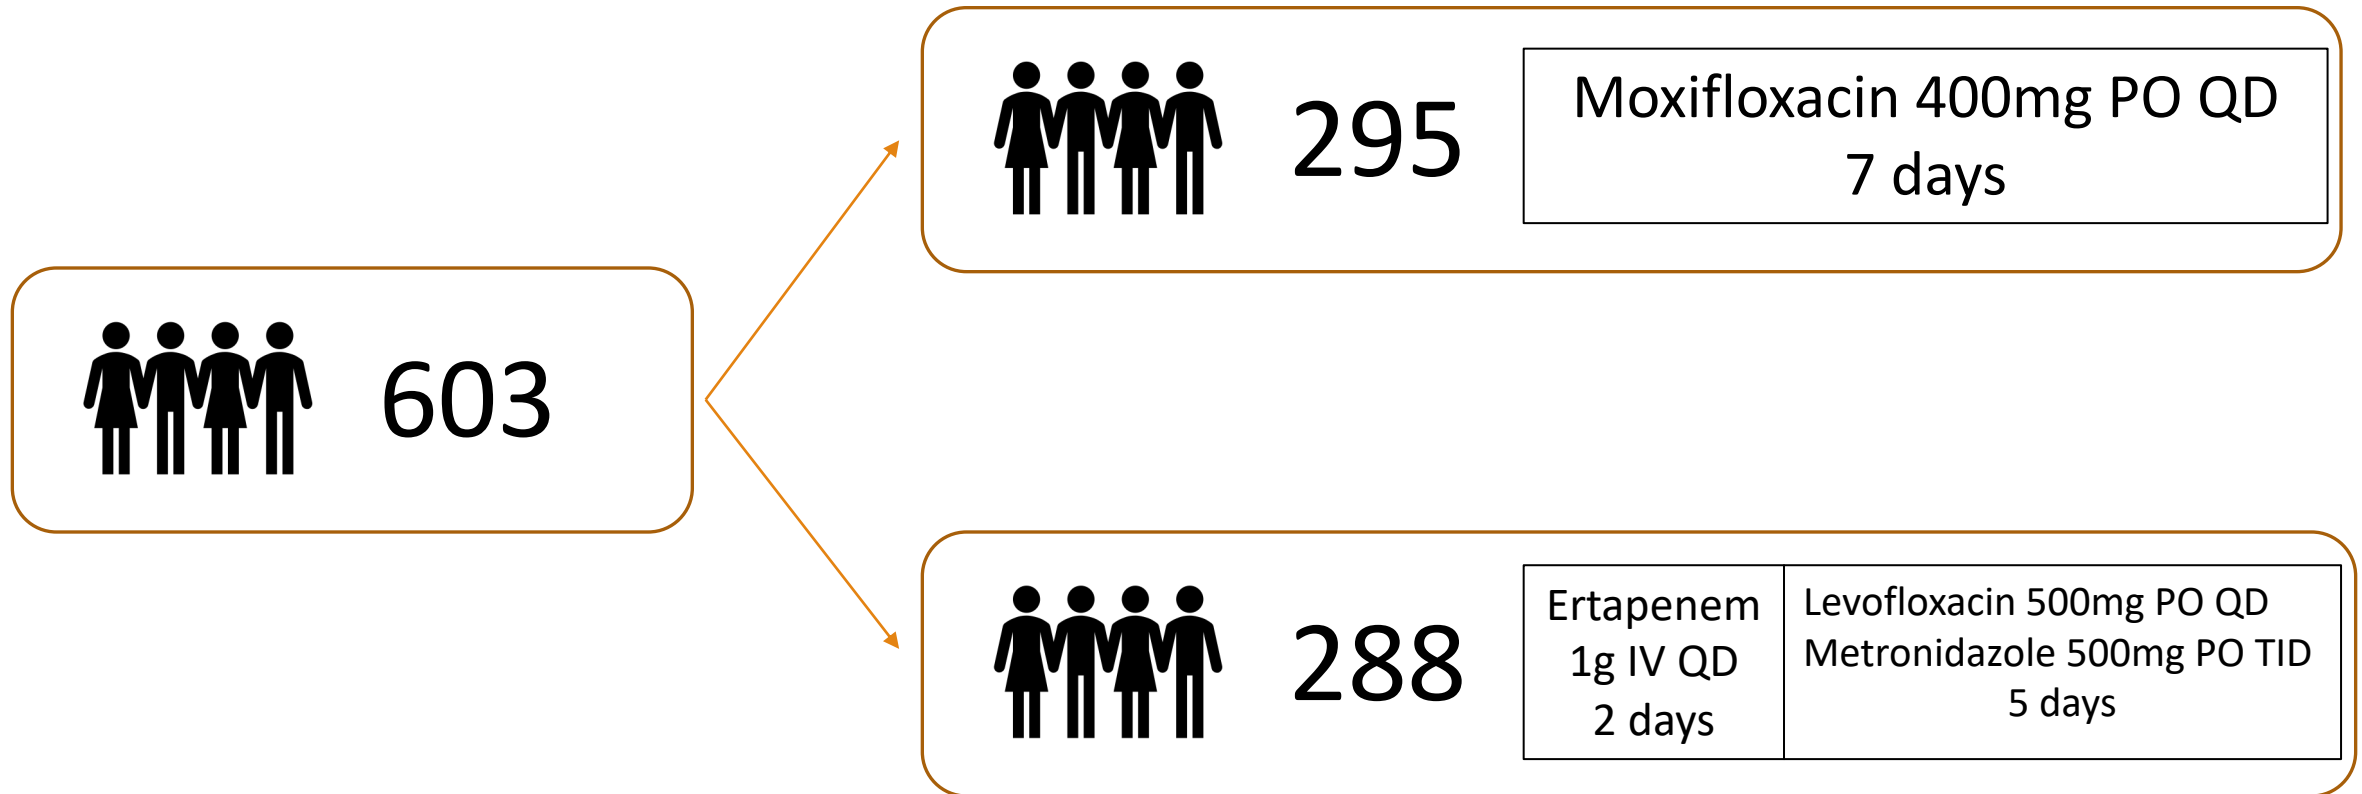 603
295
Moxifloxacin 400mg PO QD
7 days
288
Ertapenem
1g IV QD
2 days
Levofloxacin 500mg PO QD
Metronidazole 500mg PO TID
5 days